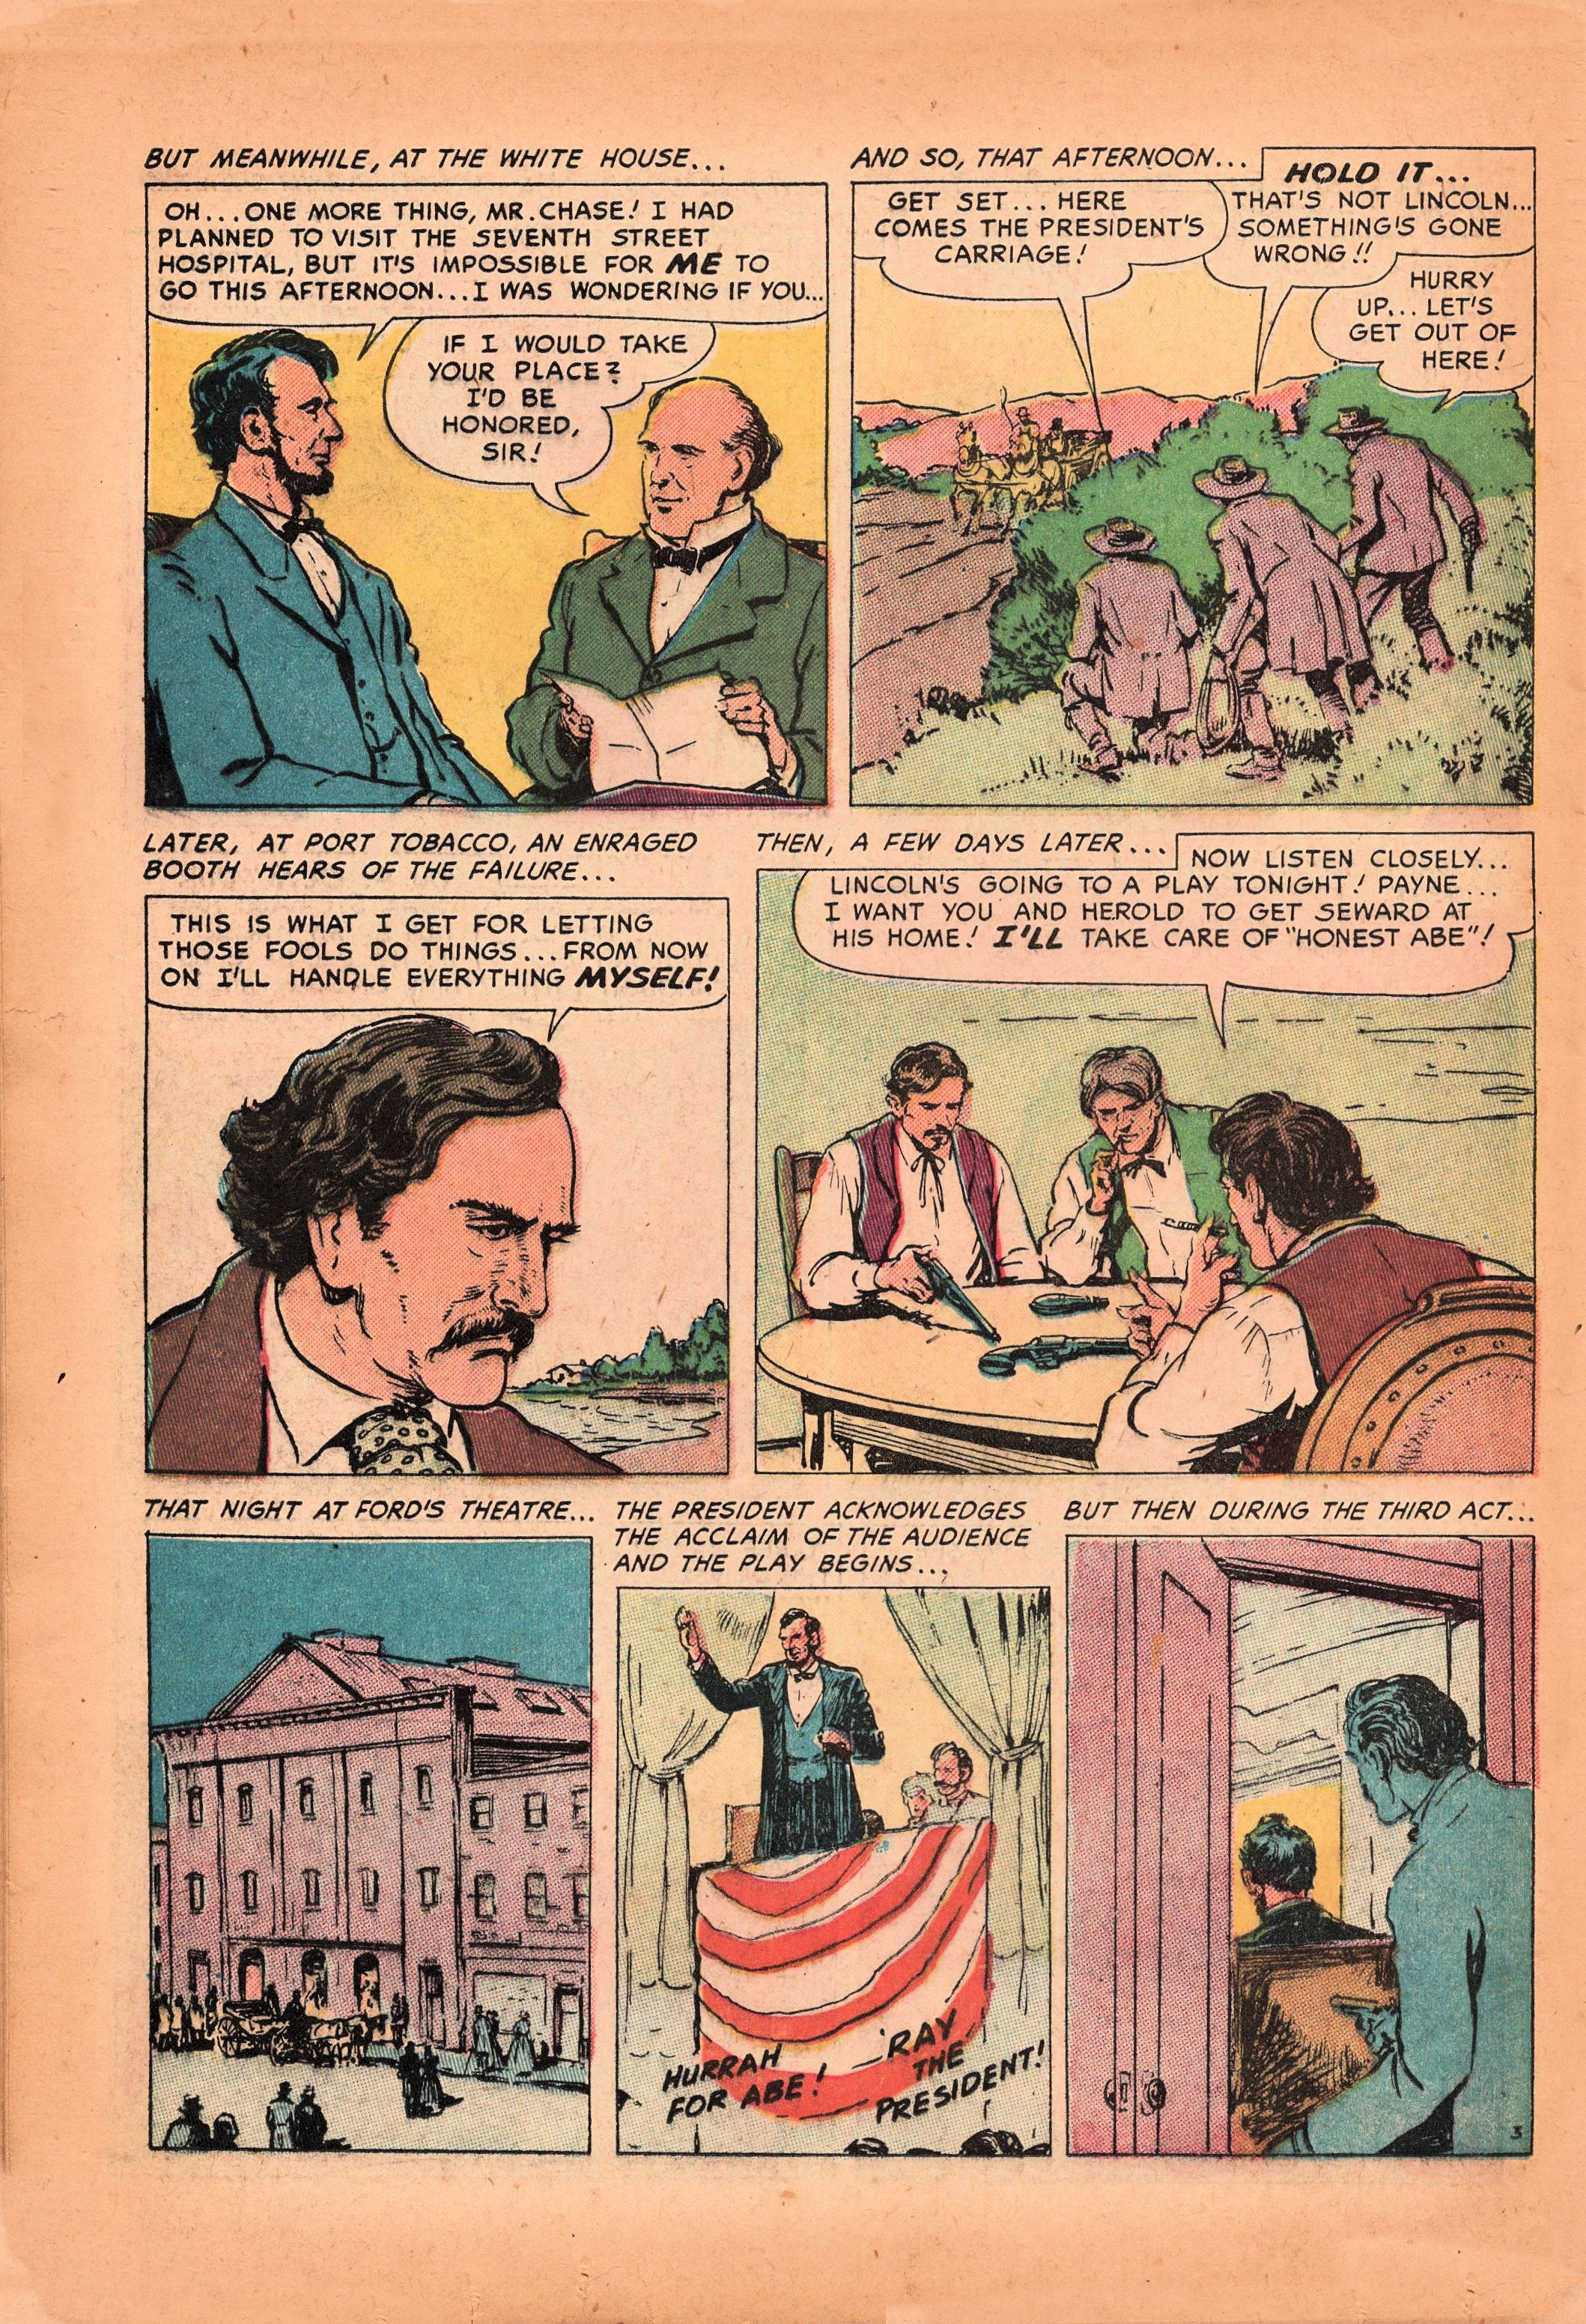 BUT MEANWHILE, AT THE WHITE HOUSE...
OH...ONE MORE THING, MR. CHASE! I HAD
PLANNED TO VISIT THE SEVENTH STREET
HOSPITAL, BUT IT'S IMPOSSIBLE FOR ME TO
GO THIS AFTERNOON...I WAS WONDERING IF YOU...
IF I WOULD TAKE
YOUR PLACE?
I'D BE
HONORED,
SIR!
AND SO, THAT AFTERNOON...
GET SET... HERE
COMES THE PRESIDENT'S
CARRIAGE!
HOLD IT...
THAT'S NOT LINCOLN...
SOMETHING'S GONE
WRONG!!
HURRY
UP... LET'S
GET OUT OF
HERE!
LATER, AT PORT TOBACCO, AN ENRAGED
BOOTH HEARS OF THE FAILURE...
THIS IS WHAT I GET FOR LETTING
THOSE FOOLS DO THINGS...FROM NOW
ON I'LL HANDLE EVERYTHING MYSELF!
THEN, A FEW DAYS LATER...
NOW LISTEN CLOSELY...
LINCOLN'S GOING TO A PLAY TONIGHT! PAYNE...
I WANT YOU AND HEROLD TO GET SEWARD AT
HIS HOME! I'LL TAKE CARE OF "HONEST ABE"!
THAT NIGHT AT FORD'S THEATRE...
THE PRESIDENT ACKNOWLEDGES
THE ACCLAIM OF THE AUDIENCE
AND THE PLAY BEGINS...
HURRAH
FOR ABE!
'RAY
THE
PRESIDENT!
BUT THEN DURING THE THIRD ACT...
3